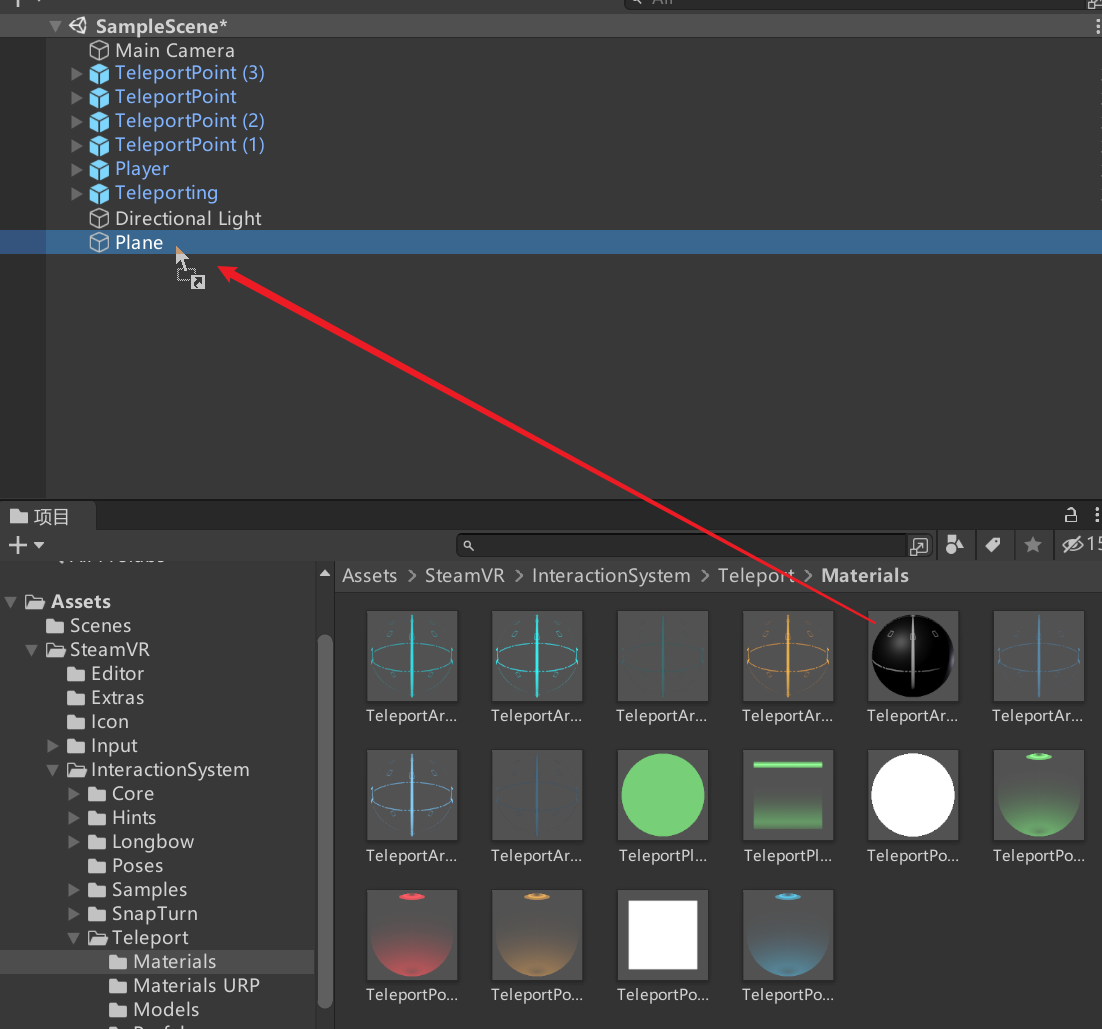 All
SampleScene*
Main Camera
TeleportPoint (3)
TeleportPoint
TeleportPoint (2)
TeleportPoint (1)
Player
Teleporting
Directional Light
Plane
项目
15
Assets > SteamVR > InteractionSystem > Teleport > Materials
Assets
Scenes
SteamVR
Editor
Extras
Icon
Input
InteractionSystem
Core
Hints
Longbow
Poses
Samples
SnapTurn
Teleport
Materials
Materials URP
Models
TeleportAr... TeleportAr... TeleportAr... TeleportAr... TeleportAr... TeleportAr...
TeleportAr... TeleportAr... TeleportPl... TeleportPl... TeleportPo... TeleportPo...
TeleportPo... TeleportPo... TeleportPo... TeleportPo...